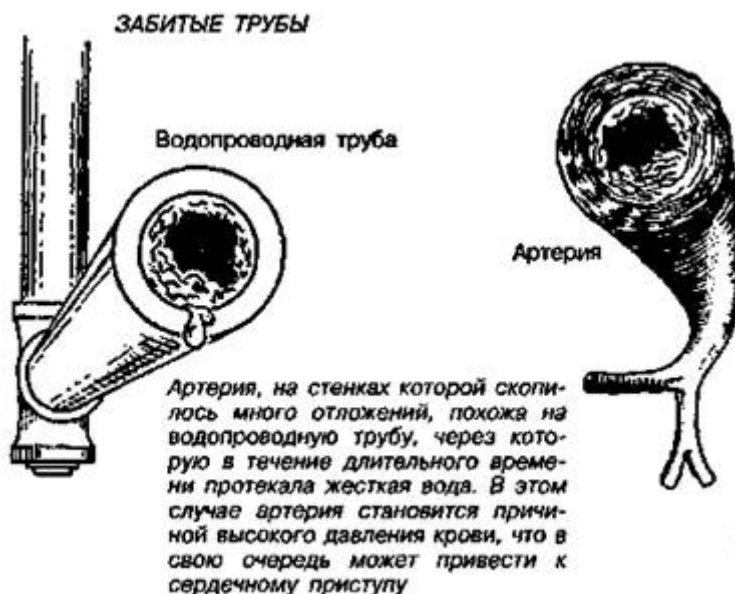 ЗАБИТЫЕ ТРУБЫ
Водопроводная труба
Артерия
Артерия, на стенках которой скопи-
лось много отложений, похожа на
водопроводную трубу, через кото-
рую в течение длительного време-
ни протекала жесткая вода. В этом
случае артерия становится причи-
ной высокого давления крови, что в
свою очередь может привести к
сердечному приступу